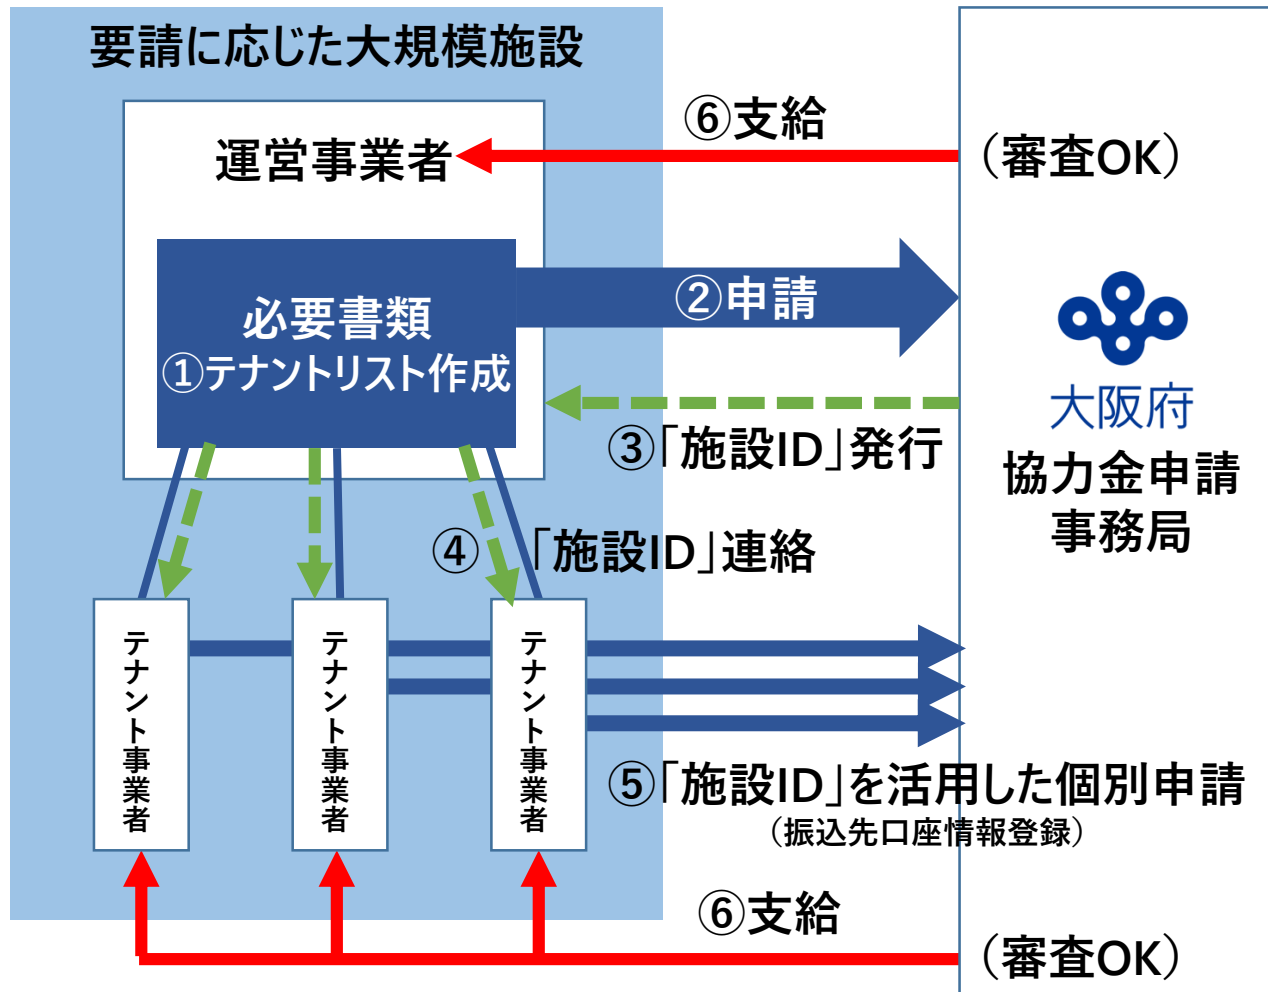 要請に応じた大規模施設
運営事業者
⑥支給
（審査OK）
必要書類
①テナントリスト作成
②申請
③「施設ID」発行
大阪府
協力金申請
事務局
④ 「施設ID」連絡
テナント事業者
テナント事業者
テナント事業者
⑤「施設ID」を活用した個別申請
（振込先口座情報登録）
⑥支給
（審査OK）